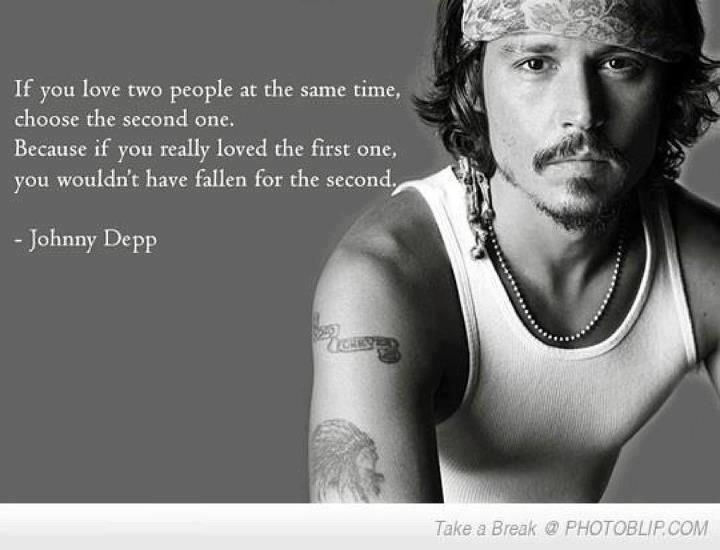 If you love two people at the same time,
choose the second one.
Because if you really loved the first one,
you wouldn't have fallen for the second.
- Johnny Depp
FOREVER
Take a Break @ PHOTOBLIP.COM